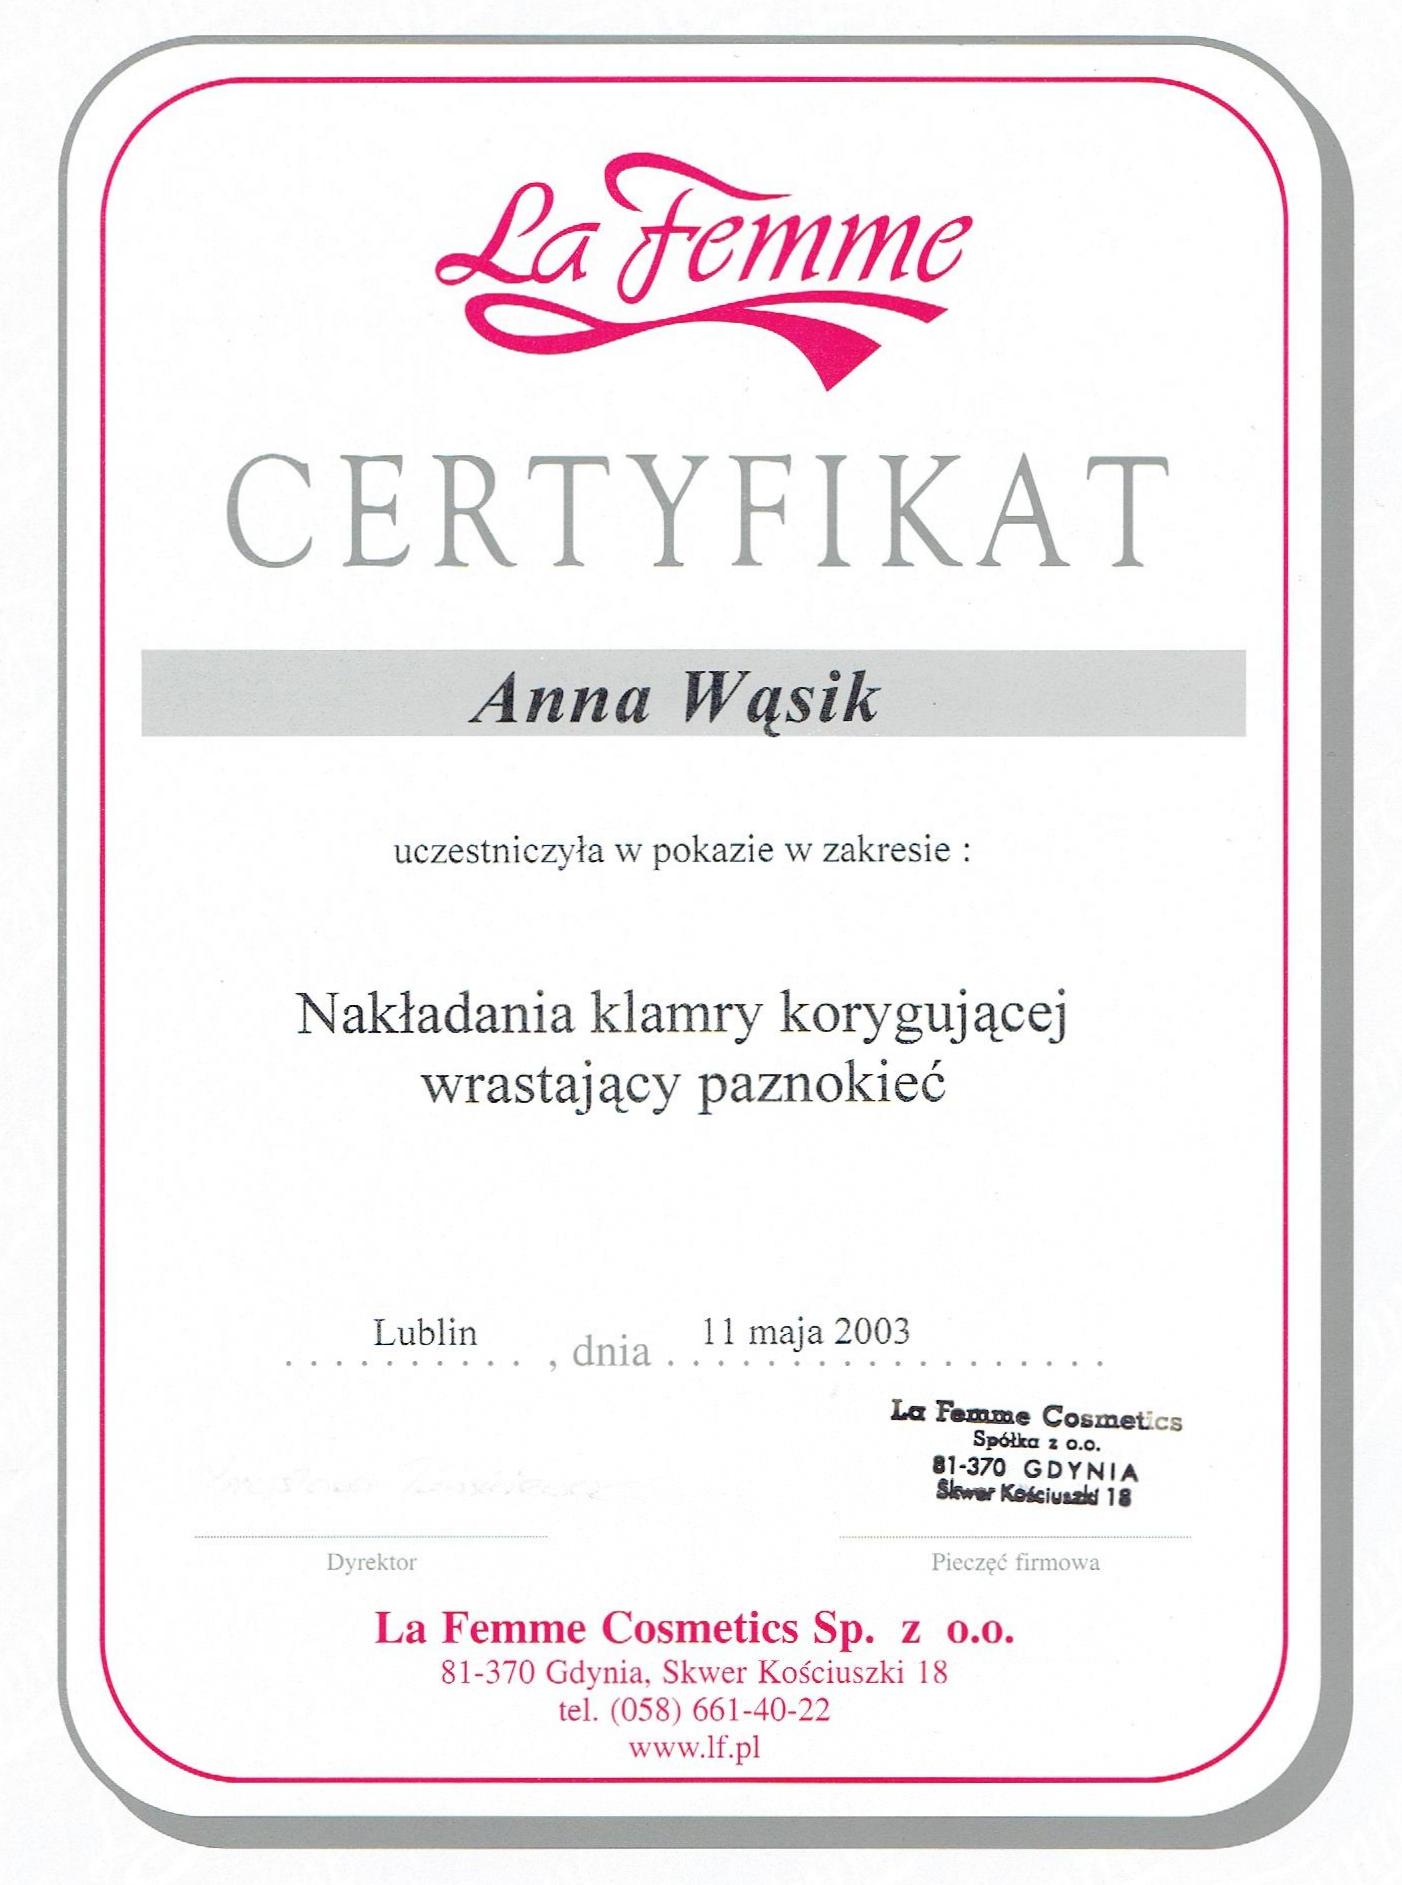 La Femme
CERTYFIKAT
Anna Wąsik
uczestniczyła w pokazie w zakresie :
Nakładania klamry korygującej
wrastający paznokieć
Lublin , dnia 11 maja 2003
La Femme Cosmetics
Spółka z o.o.
81-370 GDYNIA
Skwer Kościuszki 18
Dyrektor Pieczęć firmowa
La Femme Cosmetics Sp. z o.o.
81-370 Gdynia, Skwer Kościuszki 18
tel. (058) 661-40-22
www.lf.pl